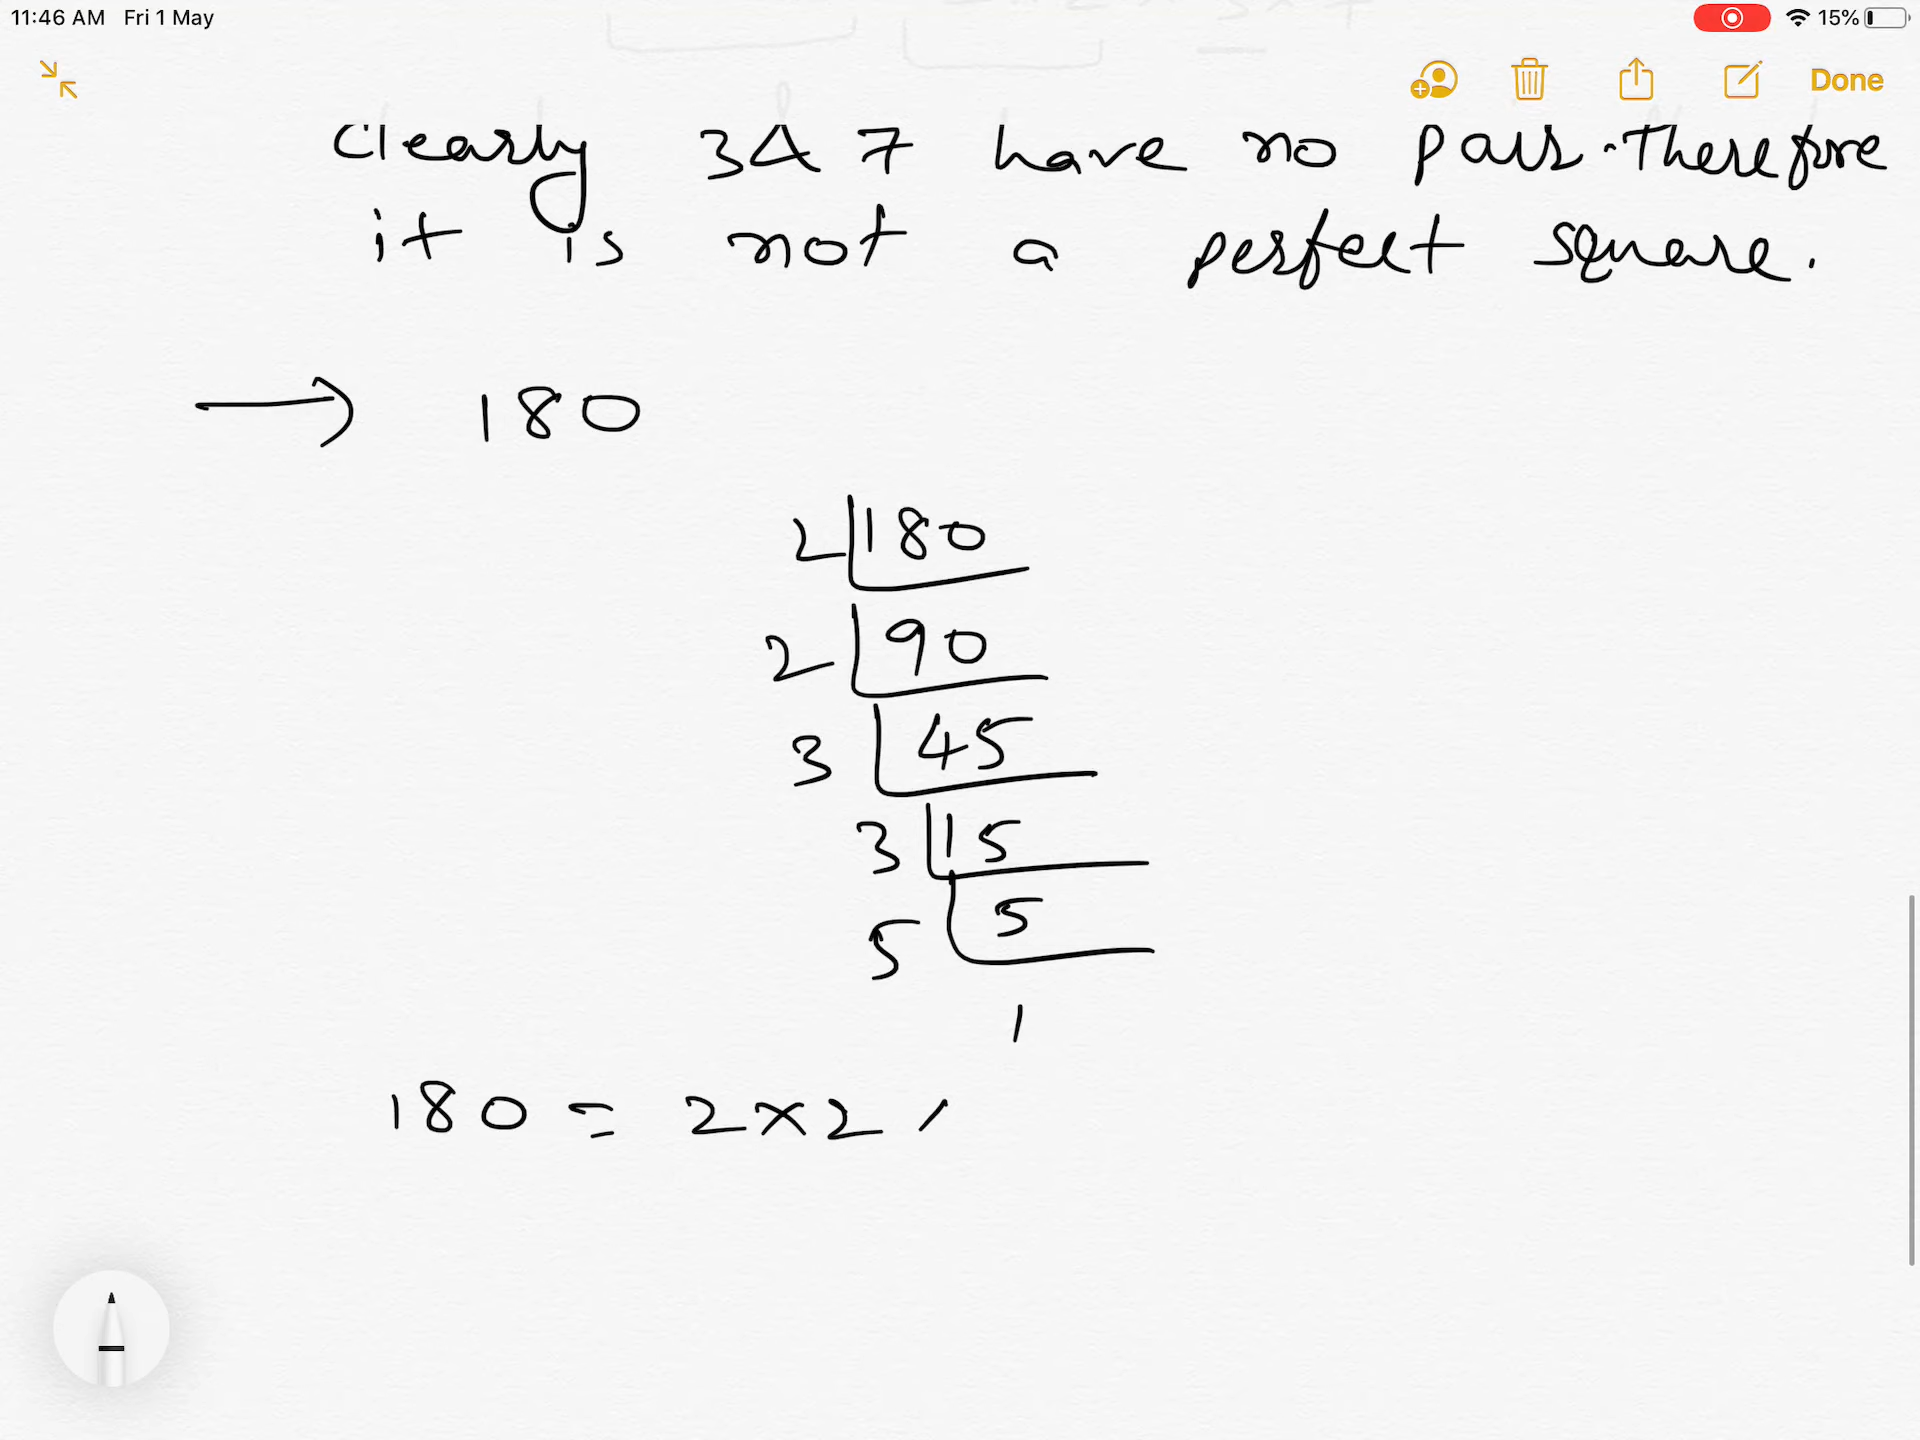 11:46 AM Fri 1 May 15%
Done
Clearly 3 & 7 have no pair. Therefore
it is not a perfect square.
→ 180
2 180
2 90
3 45
3 15
5 5
1
180 = 2 × 2